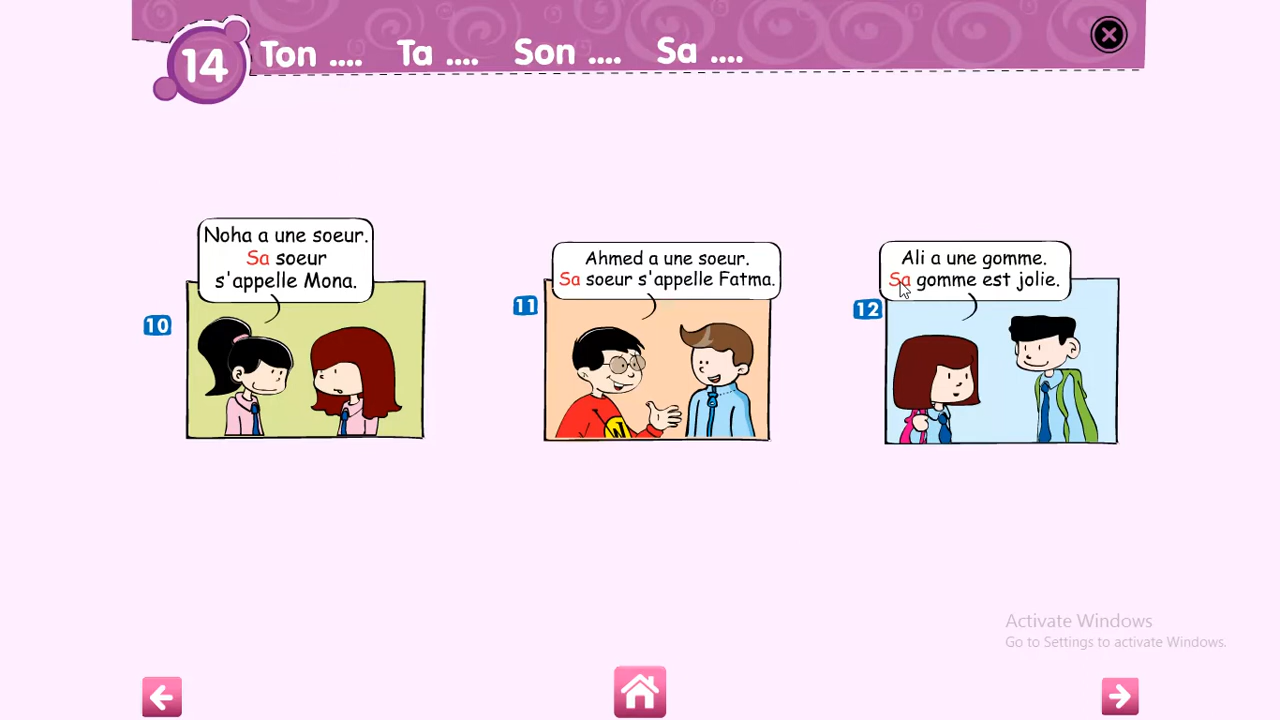 14 Ton .... Ta .... Son .... Sa ....
Noha a une soeur.
Sa soeur
s'appelle Mona.
10
Ahmed a une soeur.
Sa soeur s'appelle Fatma.
11
Ali a une gomme.
Sa gomme est jolie.
12
Activate Windows
Go to Settings to activate Windows.